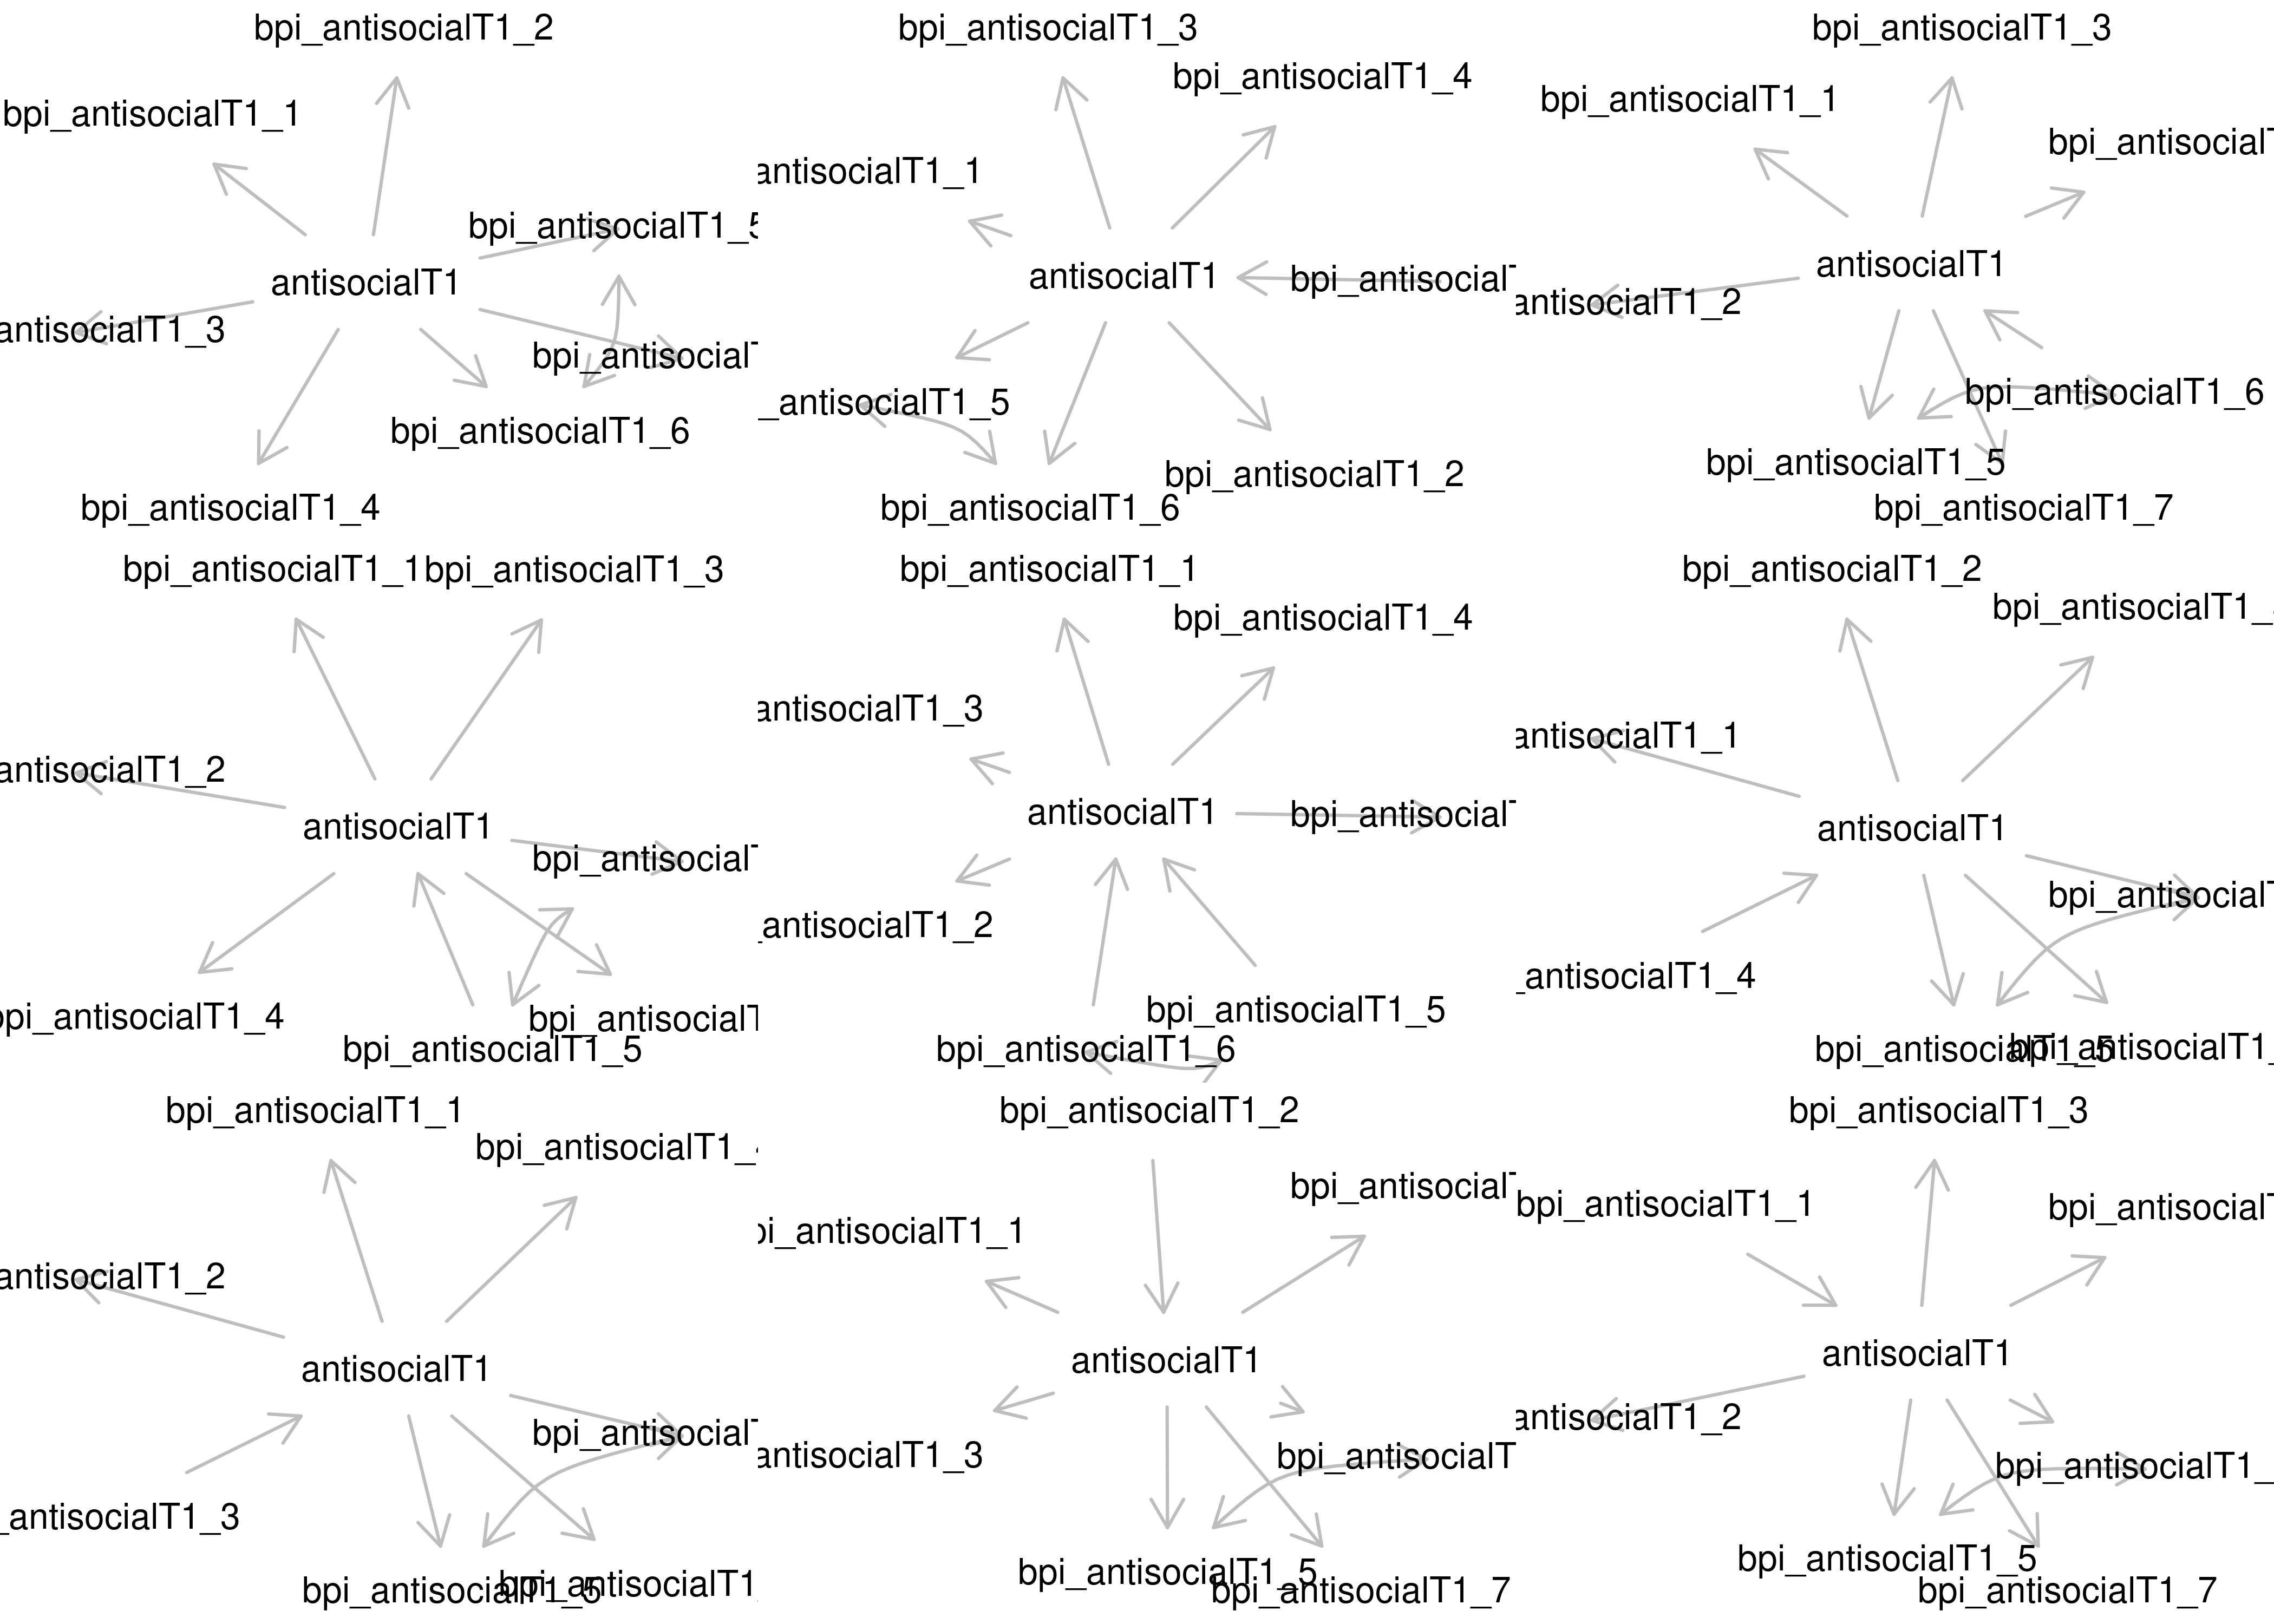 bpi_antisocialT1_2
bpi_antisocialT1_1
bpi_antisocialT1_5
antisocialT1
antisocialT1_3
bpi_antisocialT
bpi_antisocialT1_6
bpi_antisocialT1_4
bpi_antisocialT1_3
bpi_antisocialT1_4
antisocialT1_1
antisocialT1
bpi_antisocialT
_antisocialT1_5
bpi_antisocialT1_2
bpi_antisocialT1_6
bpi_antisocialT1_3
bpi_antisocialT1_1
bpi_antisocialT
antisocialT1
antisocialT1_2
bpi_antisocialT1_6
bpi_antisocialT1_5
bpi_antisocialT1_7
bpi_antisocialT1_1
bpi_antisocialT1_3
antisocialT1_2
antisocialT1
bpi_antisocialT
bpi_antisocialT1_4
bpi_antisocialT
bpi_antisocialT1_5
bpi_antisocialT1_1
bpi_antisocialT1_4
antisocialT1_3
antisocialT1
bpi_antisocialT
_antisocialT1_2
bpi_antisocialT1_5
bpi_antisocialT1_6
bpi_antisocialT1_2
bpi_antisocialT1_
antisocialT1_1
antisocialT1
bpi_antisocialT
_antisocialT1_4
bpi_antisocialT1_5
bpi_antisocialT1_
bpi_antisocialT1_1
bpi_antisocialT1_
antisocialT1_2
antisocialT1
bpi_antisocialT
_antisocialT1_3
bpi_antisocialT1_5
bpi_antisocialT1_
bpi_antisocialT1_2
bpi_antisocialT
pi_antisocialT1_1
antisocialT1
antisocialT1_3
bpi_antisocialT
bpi_antisocialT1_5
bpi_antisocialT1_7
bpi_antisocialT1_3
bpi_antisocialT1_1
bpi_antisocialT
antisocialT1
antisocialT1_2
bpi_antisocialT1_
bpi_antisocialT1_5
bpi_antisocialT1_7